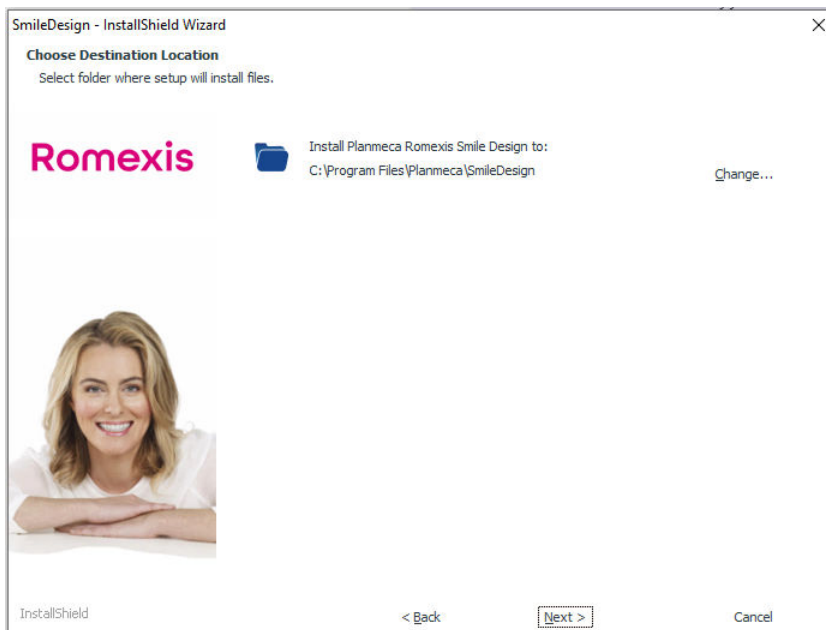 SmileDesign - InstallShield Wizard
Choose Destination Location
Select folder where setup will install files.
Romexis
Install Planmeca Romexis Smile Design to:
C:\Program Files\Planmeca\SmileDesign
Change...
InstallShield
< Back
Next >
Cancel